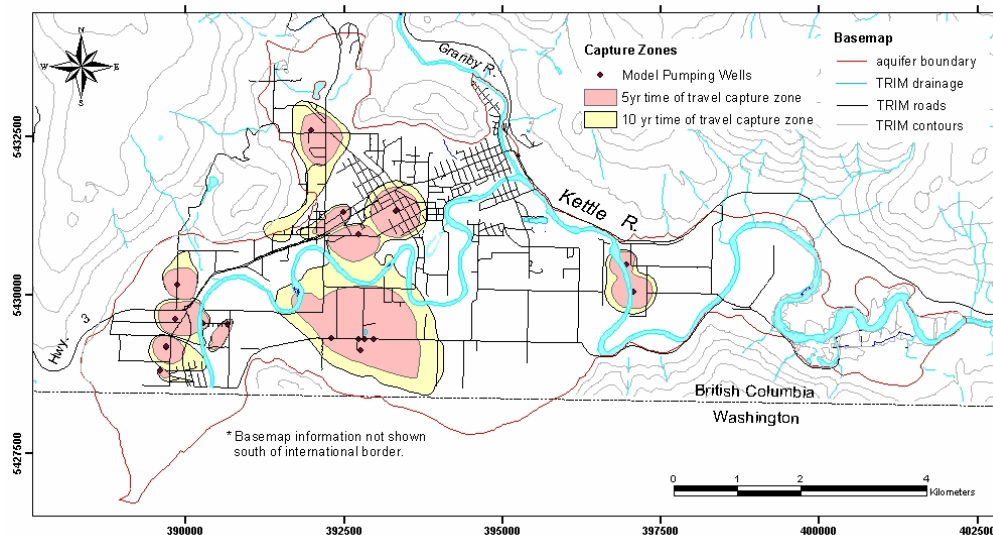 N
W E
S
Granby R.
Capture Zones
Model Pumping Wells
5yr time of travel capture zone
10 yr time of travel capture zone
Basemap
aquifer boundary
TRIM drainage
TRIM roads
TRIM contours
5432500
Kettle R.
5430000
Hwy. 3
British Columbia
Washington
* Basemap information not shown
south of international border.
5427500
0 1 2 4
Kilometers
390000 392500 395000 397500 400000 402500